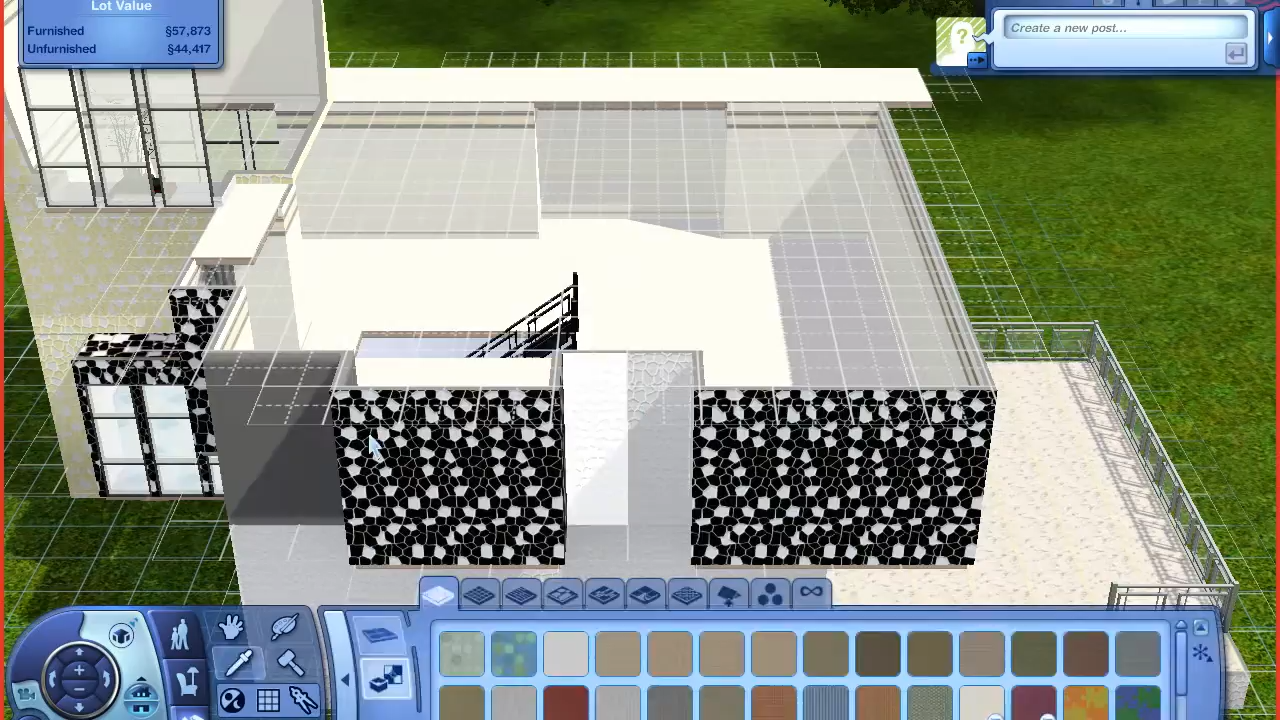 Lot Value
Furnished §57,873
Unfurnished §44,417
Create a new post...